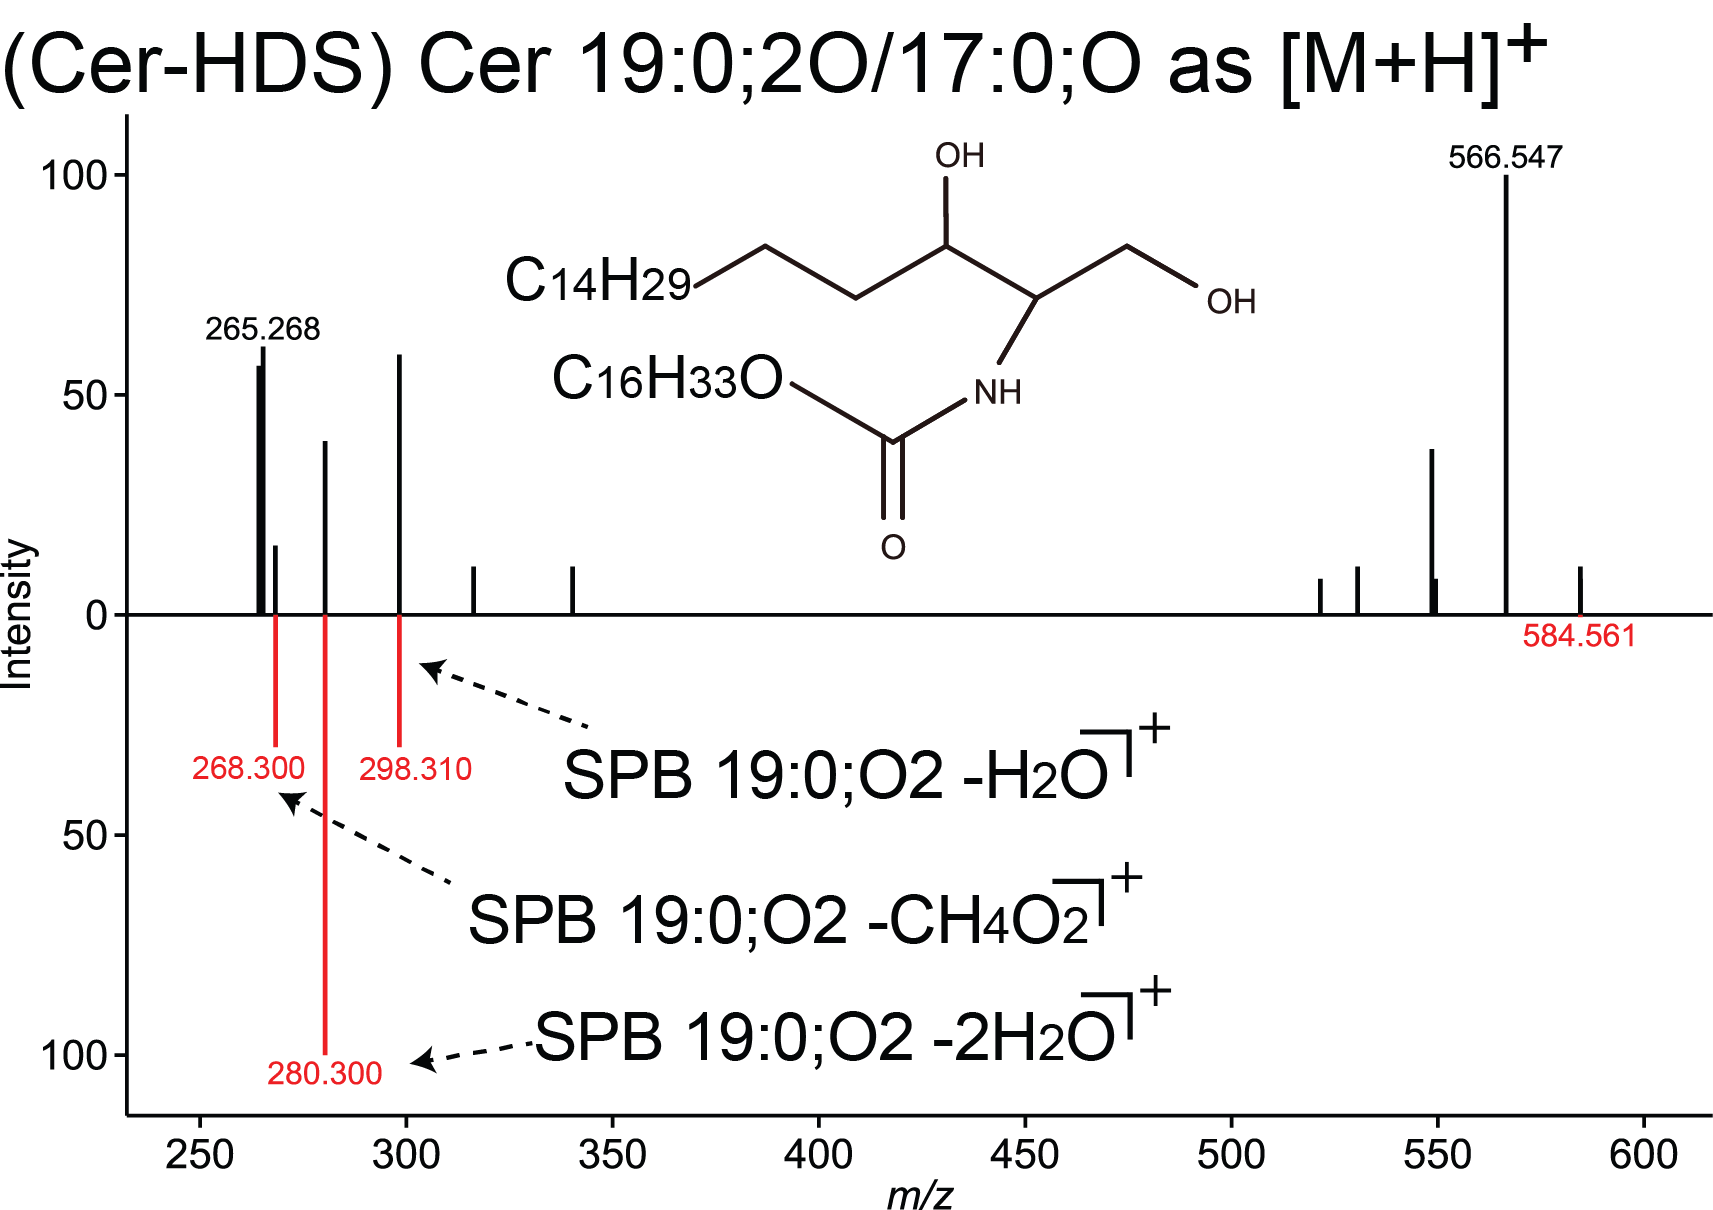 (Cer-HDS) Cer 19:0;2O/17:0;O as [M+H]+
100
50
0
50
100
Intensity
265.268
566.547
584.561
OH
C14H29
OH
C16H33O
NH
O
268.300
298.310
280.300
SPB 19:0;O2 -H2O +
SPB 19:0;O2 -CH4O2 +
SPB 19:0;O2 -2H2O +
250 300 350 400 450 500 550 600
m/z